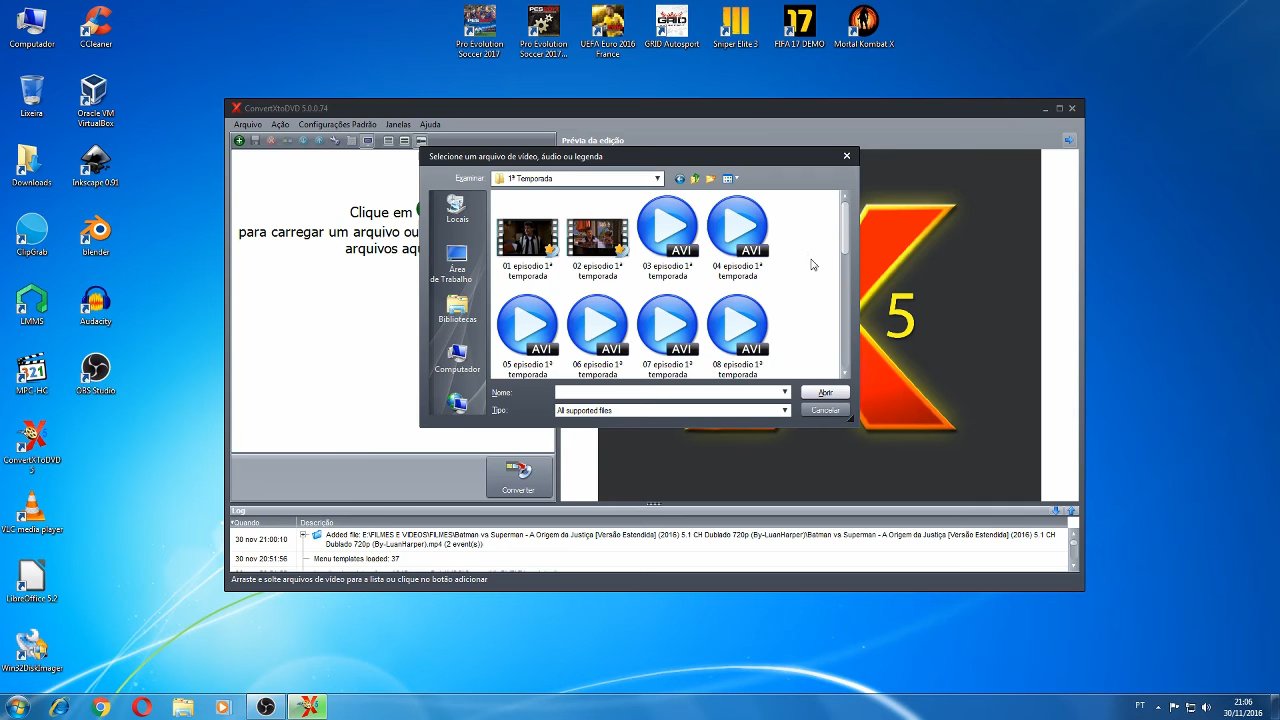 Computador
CCleaner
Pro Evolution
Soccer 2017
Pro Evolution
Soccer 2017...
UEFA Euro 2016
France
GRID Autosport
Sniper Elite 3
FIFA 17 DEMO
Mortal Kombat X
Lixeira
Oracle VM
VirtualBox
Downloads
Inkscape 0.91
ClipGrab
blender
LMMS
Audacity
MPC-HC
OBS Studio
ConvertXToDVD
5
VLC media player
LibreOffice 5.2
Win32DiskImager
ConvertXtoDVD 5.0.0.74
Arquivo Ação Configurações Padrão Janelas Ajuda
Prévia da edição
Clique em
para carregar um arquivo ou
arquivos aqu
Selecione um arquivo de vídeo, áudio ou legenda
Examinar: 1ª Temporada
Locais
Área
de Trabalho
Bibliotecas
Computador
01 episodio 1ª
temporada
02 episodio 1ª
temporada
AVI
03 episodio 1ª
temporada
AVI
04 episodio 1ª
temporada
AVI
05 episodio 1ª
temporada
AVI
06 episodio 1ª
temporada
AVI
07 episodio 1ª
temporada
AVI
08 episodio 1ª
temporada
Nome: Abrir
Tipo: All supported files Cancelar
5
Converter
Log
Quando Descrição
30 nov 21:00:10 Added file: E:\FILMES E VIDEOS\FILMES\Batman vs Superman - A Origem da Justiça [Versão Estendida] (2016) 5.1 CH Dublado 720p (By-LuanHarper)\Batman vs Superman - A Origem da Justiça [Versão Estendida] (2016) 5.1 CH
Dublado 720p (By-LuanHarper).mp4 (2 event(s))
30 nov 20:51:56 Menu templates loaded: 37
Arraste e solte arquivos de vídeo para a lista ou clique no botão adicionar
PT
21:06
30/11/2016